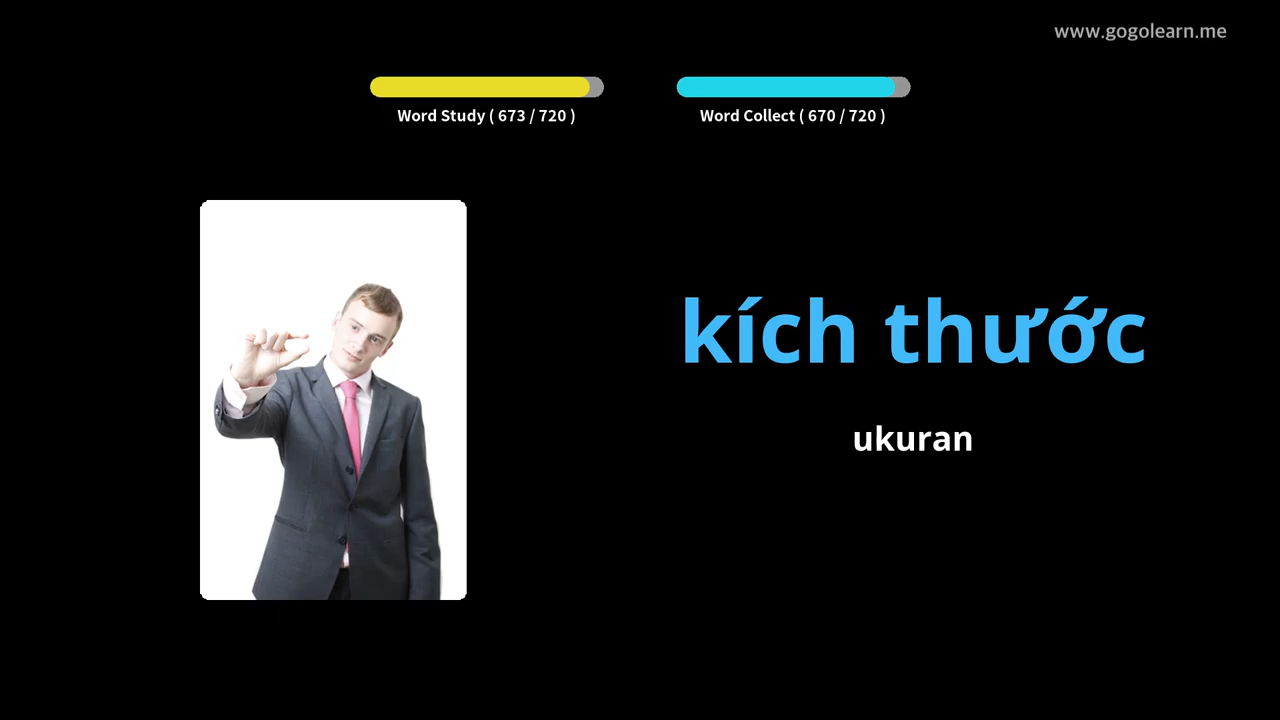 www.gogolearn.me
Word Study ( 673 / 720 )
Word Collect ( 670 / 720 )
kích thước
ukuran